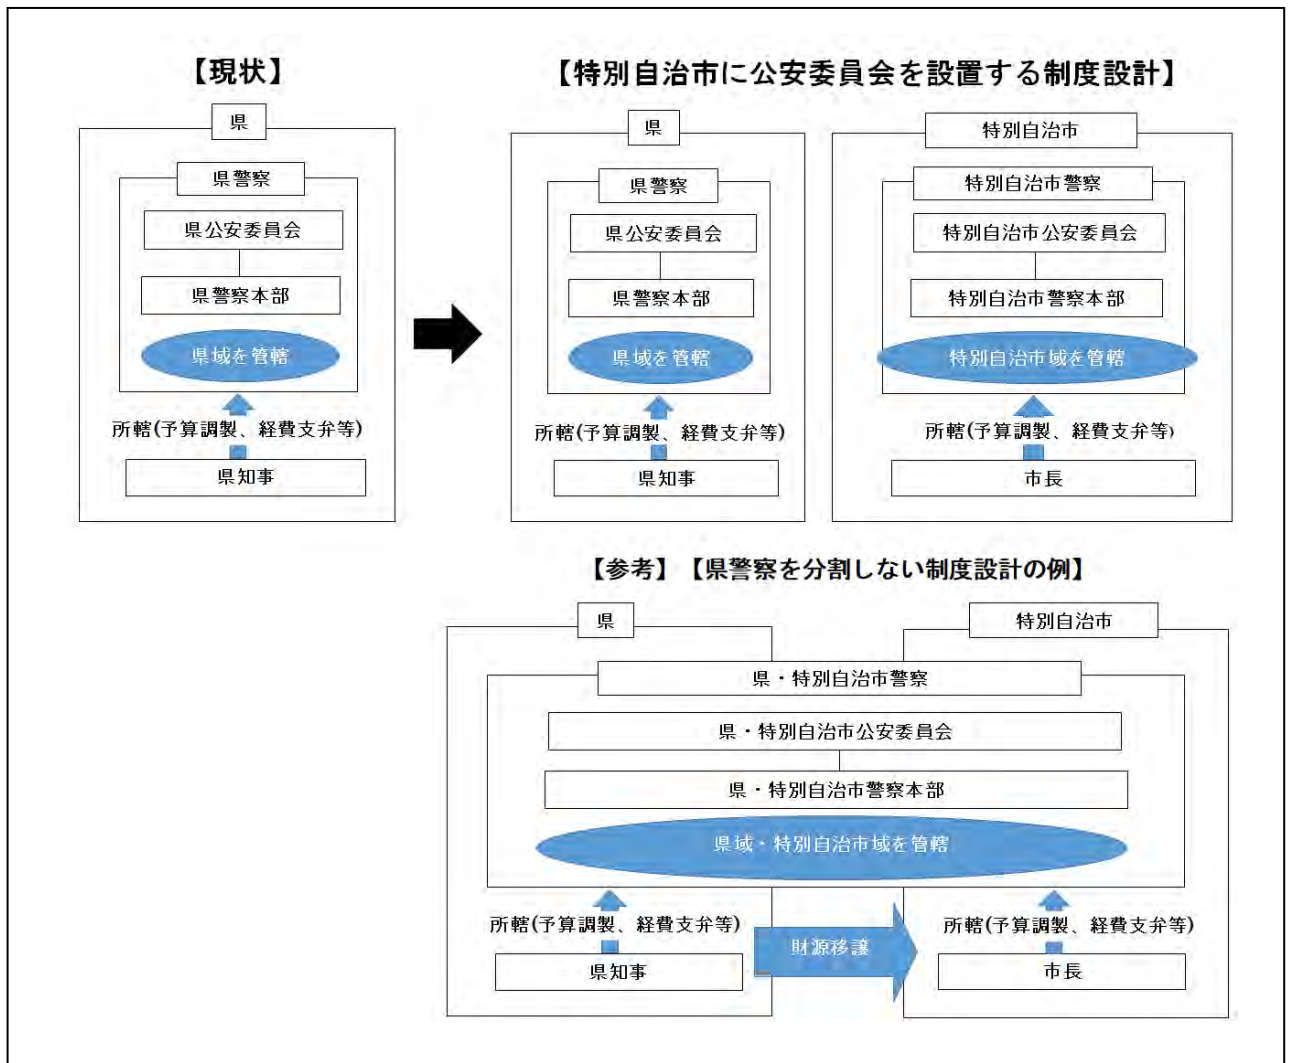 【現状】
県
県警察
県公安委員会
県警察本部
県域を管轄
所轄(予算調製、経費支弁等)
県知事
【特別自治市に公安委員会を設置する制度設計】
県
県警察
県公安委員会
県警察本部
県域を管轄
所轄(予算調製、経費支弁等)
県知事
特別自治市
特別自治市警察
特別自治市公安委員会
特別自治市警察本部
特別自治市域を管轄
所轄(予算調製、経費支弁等)
市長
【参考】【県警察を分割しない制度設計の例】
県
特別自治市
県・特別自治市警察
県・特別自治市公安委員会
県・特別自治市警察本部
県域・特別自治市域を管轄
所轄(予算調製、経費支弁等)
県知事
財源移譲
所轄(予算調製、経費支弁等)
市長